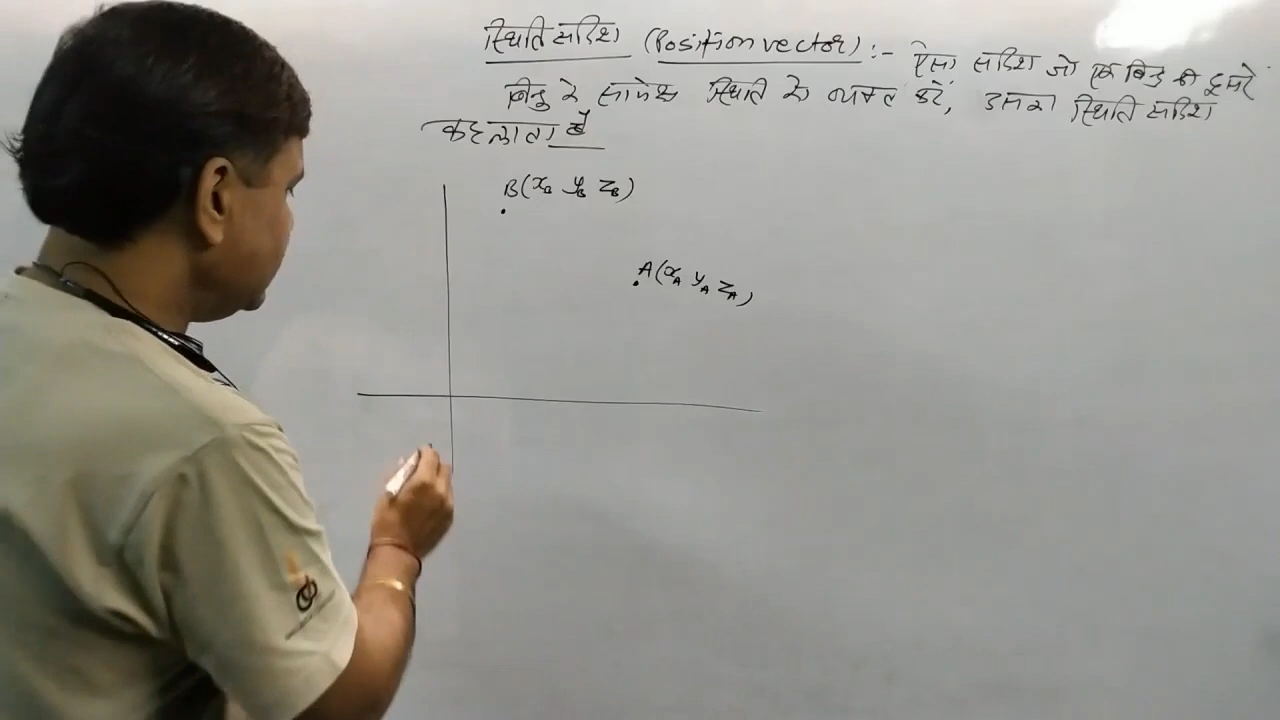 स्थिति सदिश (Position vector) :- ऐसा सदिश जो एक बिन्दु की दूसरे
बिन्दु के सापेक्ष स्थिति को व्यक्त करे, उसका स्थिति सदिश
कहलाता है
B(x_B y_B z_B)
A(x_A y_A z_A)